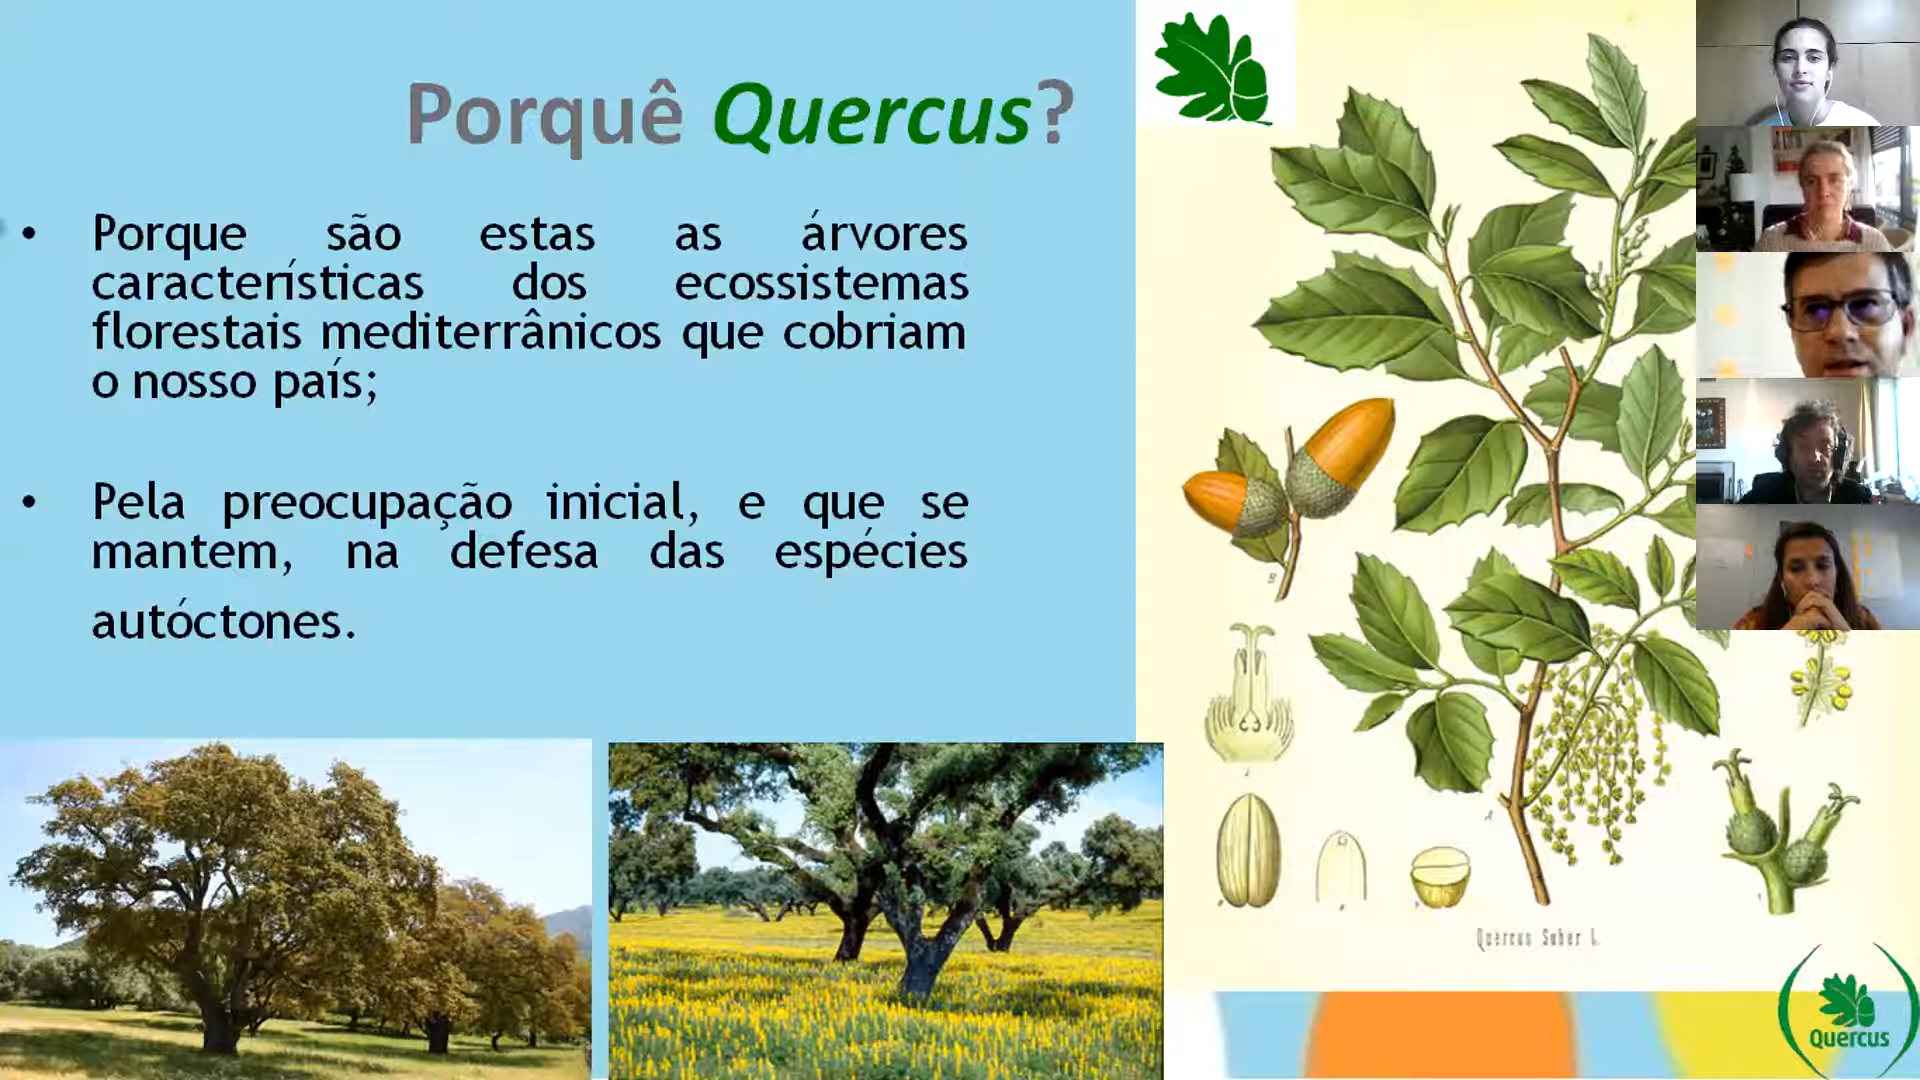 Porquê Quercus?
• Porque são estas as árvores
características dos ecossistemas
florestais mediterrânicos que cobriam
o nosso país;
• Pela preocupação inicial, e que se
mantem, na defesa das espécies
autóctones.
Quercus Suber L.
Quercus